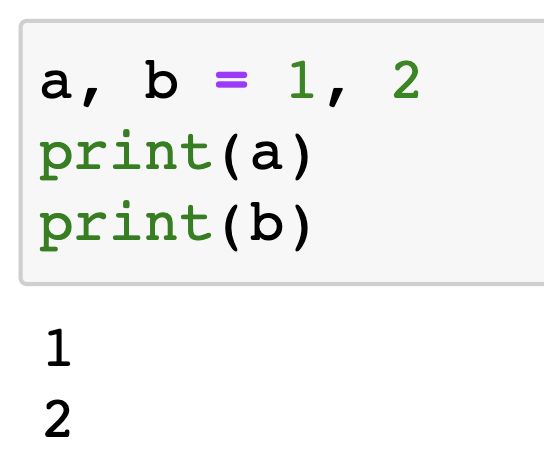 a, b = 1, 2
print(a)
print(b)
1
2